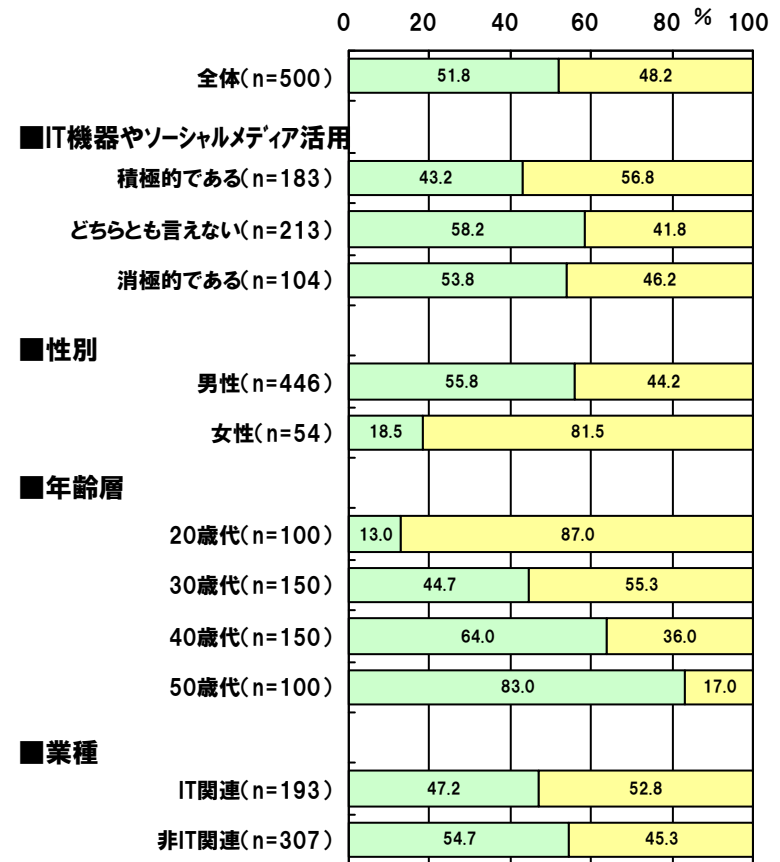 0 20 40 60 80 % 100
全体(n=500) 51.8 48.2
■IT機器やソーシャルメディア活用
積極的である(n=183) 43.2 56.8
どちらとも言えない(n=213) 58.2 41.8
消極的である(n=104) 53.8 46.2
■性別
男性(n=446) 55.8 44.2
女性(n=54) 18.5 81.5
■年齢層
20歳代(n=100) 13.0 87.0
30歳代(n=150) 44.7 55.3
40歳代(n=150) 64.0 36.0
50歳代(n=100) 83.0 17.0
■業種
IT関連(n=193) 47.2 52.8
非IT関連(n=307) 54.7 45.3